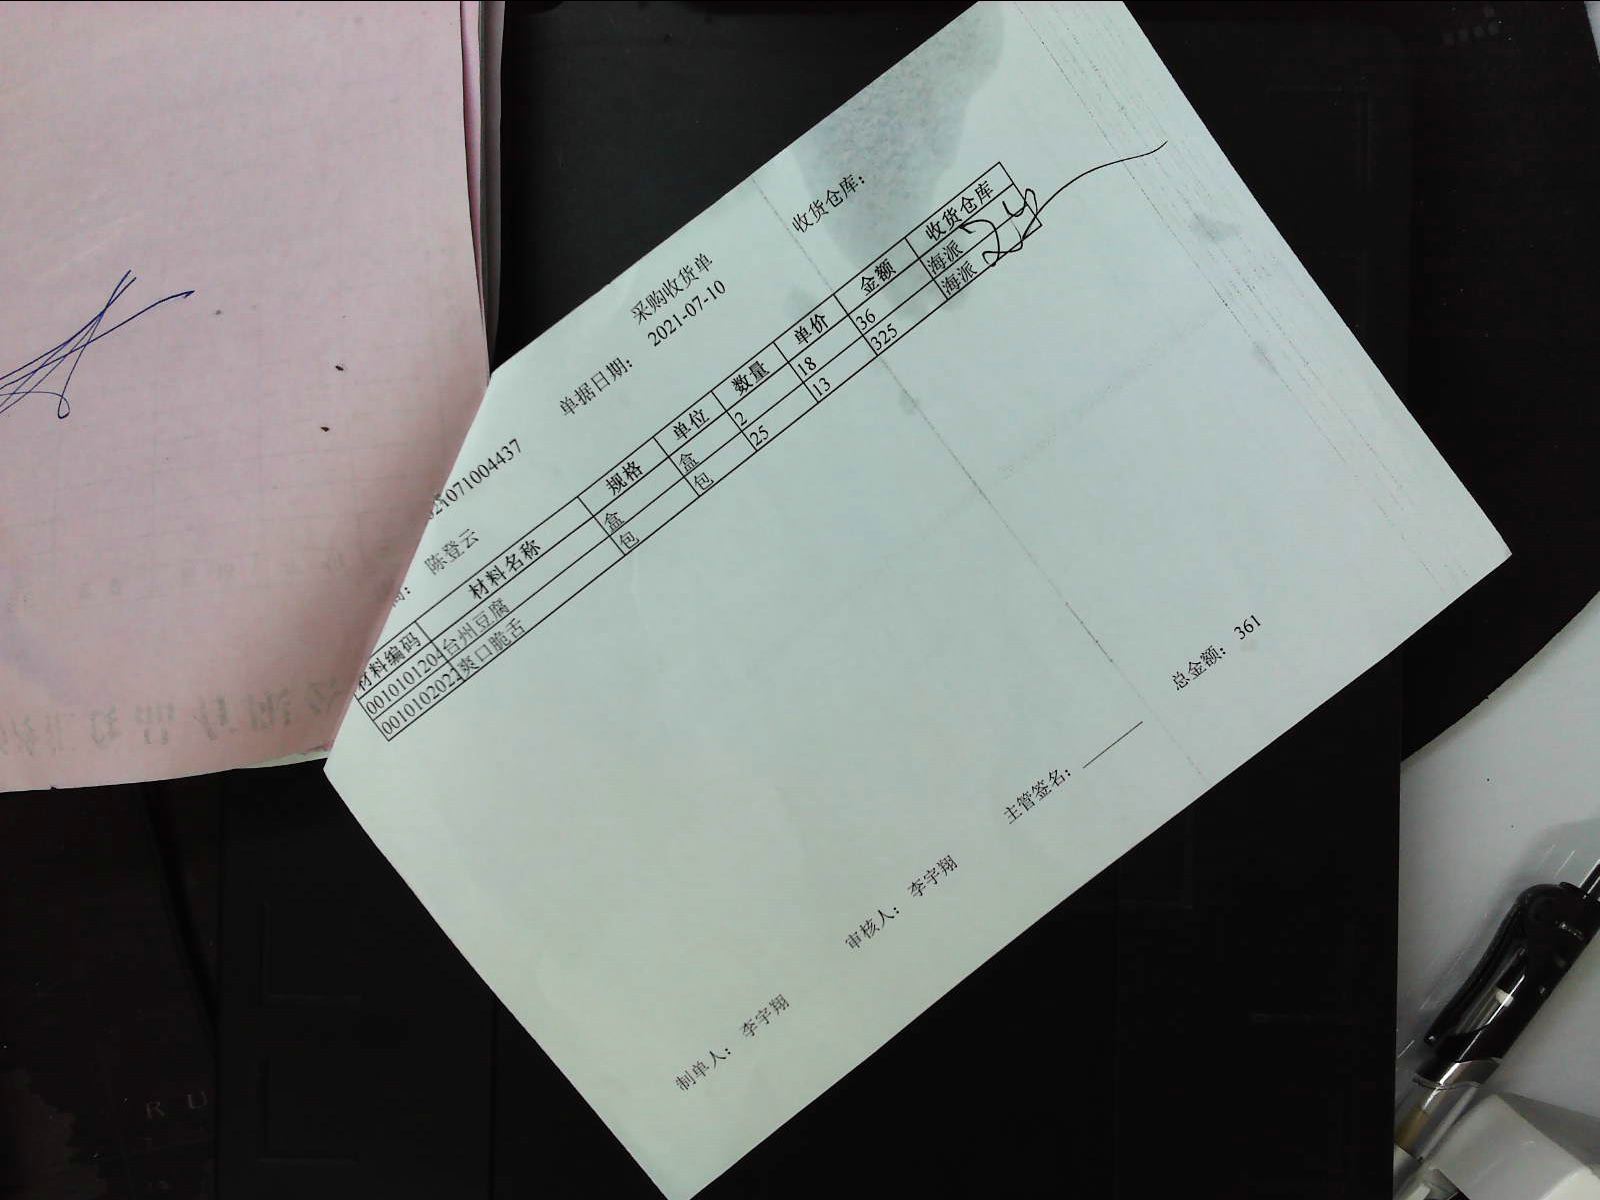 采购收货单
21071004437 单据日期： 2021-07-10 收货仓库：
陈登云
材料编码 材料名称 规格 单位 数量 单价 金额 收货仓库
0010101204 台州豆腐 盒 盒 2 18 36 海派
0010102022 爽口脆舌 包 包 25 13 325 海派
总金额： 361
制单人： 李宇翔 审核人： 李宇翔 主管签名：